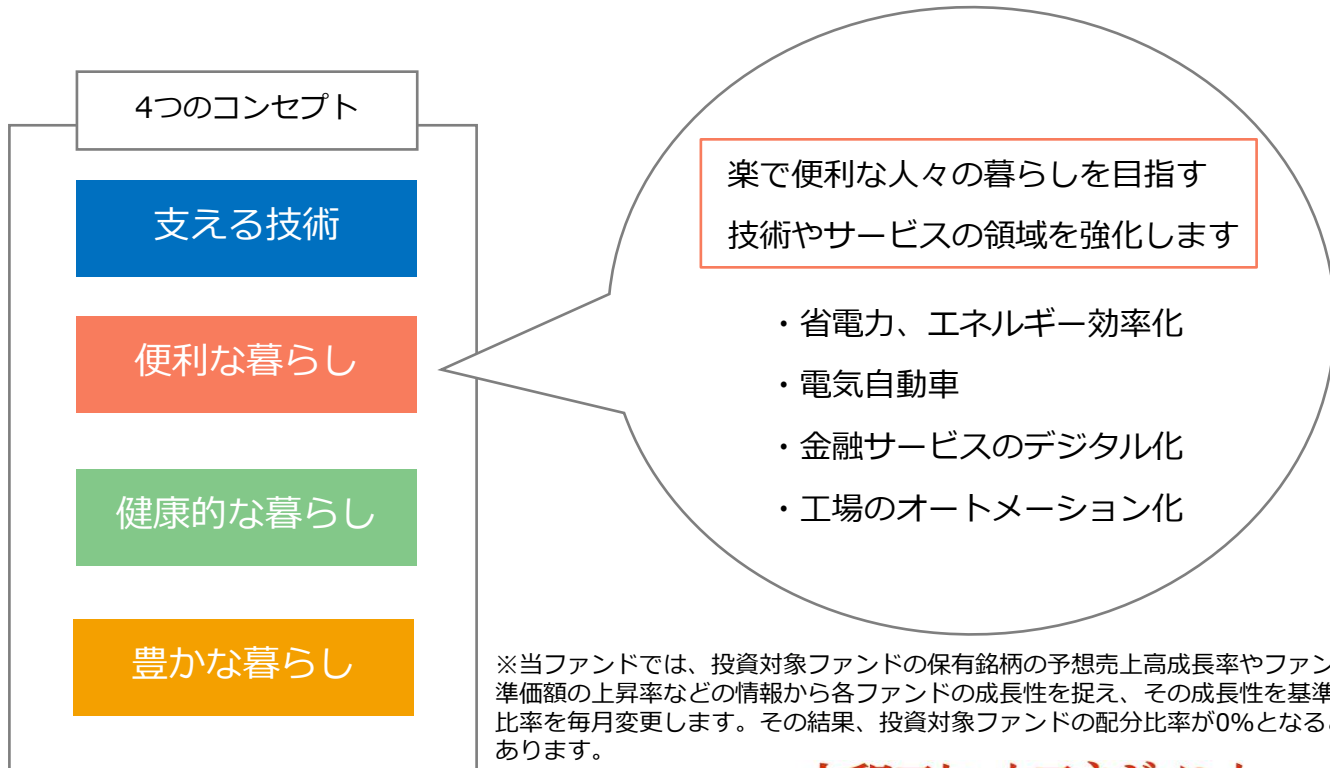 4つのコンセプト
支える技術
便利な暮らし
健康的な暮らし
豊かな暮らし
楽で便利な人々の暮らしを目指す
技術やサービスの領域を強化します
・省電力、エネルギー効率化
・電気自動車
・金融サービスのデジタル化
・工場のオートメーション化
※当ファンドでは、投資対象ファンドの保有銘柄の予想売上高成長率やファン
準価額の上昇率などの情報から各ファンドの成長性を捉え、その成長性を基準
比率を毎月変更します。その結果、投資対象ファンドの配分比率が0%となる
あります。